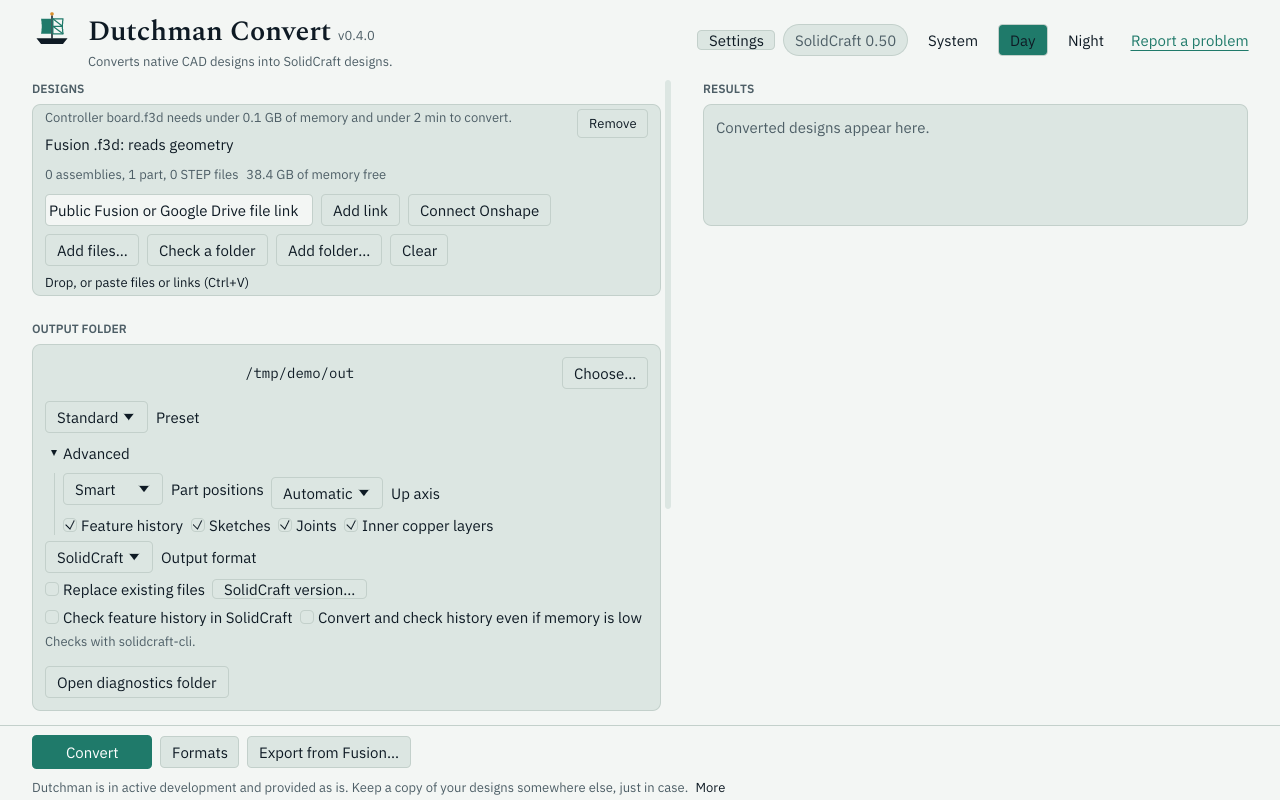 Dutchman Convert v0.4.0
Converts native CAD designs into SolidCraft designs.
Settings
SolidCraft 0.50
System
Day
Night
Report a problem
DESIGNS
Controller board.f3d needs under 0.1 GB of memory and under 2 min to convert.
Remove
Fusion .f3d: reads geometry
0 assemblies, 1 part, 0 STEP files 38.4 GB of memory free
Public Fusion or Google Drive file link
Add link
Connect Onshape
Add files...
Check a folder
Add folder...
Clear
Drop, or paste files or links (Ctrl+V)
OUTPUT FOLDER
/tmp/demo/out
Choose...
Standard
Preset
Advanced
Smart
Part positions
Automatic
Up axis
Feature history
Sketches
Joints
Inner copper layers
SolidCraft
Output format
Replace existing files
SolidCraft version...
Check feature history in SolidCraft
Convert and check history even if memory is low
Checks with solidcraft-cli.
Open diagnostics folder
RESULTS
Converted designs appear here.
Convert
Formats
Export from Fusion...
Dutchman is in active development and provided as is. Keep a copy of your designs somewhere else, just in case. More